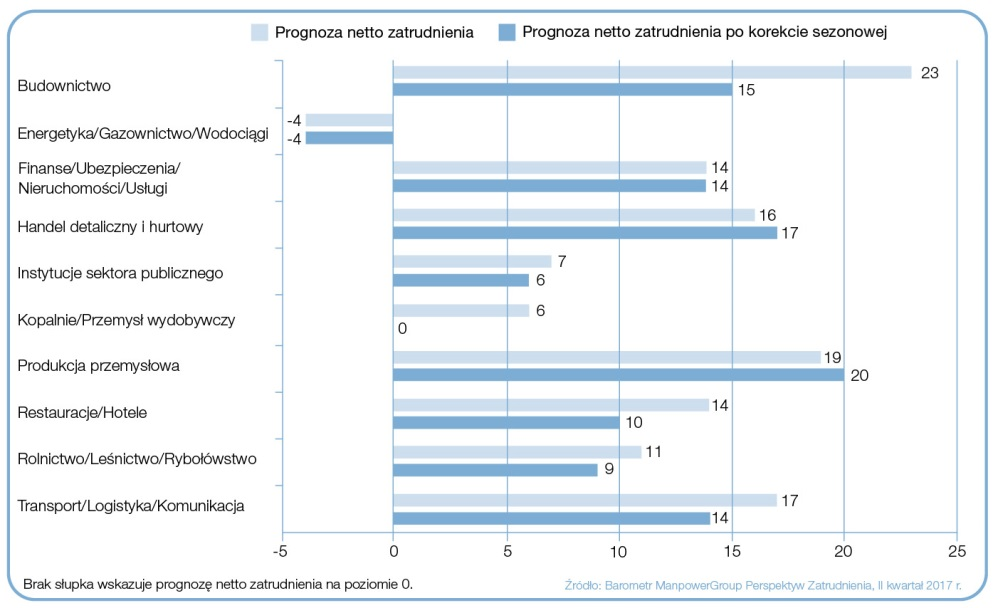 Prognoza netto zatrudnienia
Prognoza netto zatrudnienia po korekcie sezonowej
Budownictwo
23
15
Energetyka/Gazownictwo/Wodociągi
-4
-4
Finanse/Ubezpieczenia/
Nieruchomości/Usługi
14
14
Handel detaliczny i hurtowy
16
17
Instytucje sektora publicznego
7
6
Kopalnie/Przemysł wydobywczy
6
0
Produkcja przemysłowa
19
20
Restauracje/Hotele
14
10
Rolnictwo/Leśnictwo/Rybołówstwo
11
9
Transport/Logistyka/Komunikacja
17
14
-5 0 5 10 15 20 25
Brak słupka wskazuje prognozę netto zatrudnienia na poziomie 0.
Źródło: Barometr ManpowerGroup Perspektyw Zatrudnienia, II kwartał 2017 r.